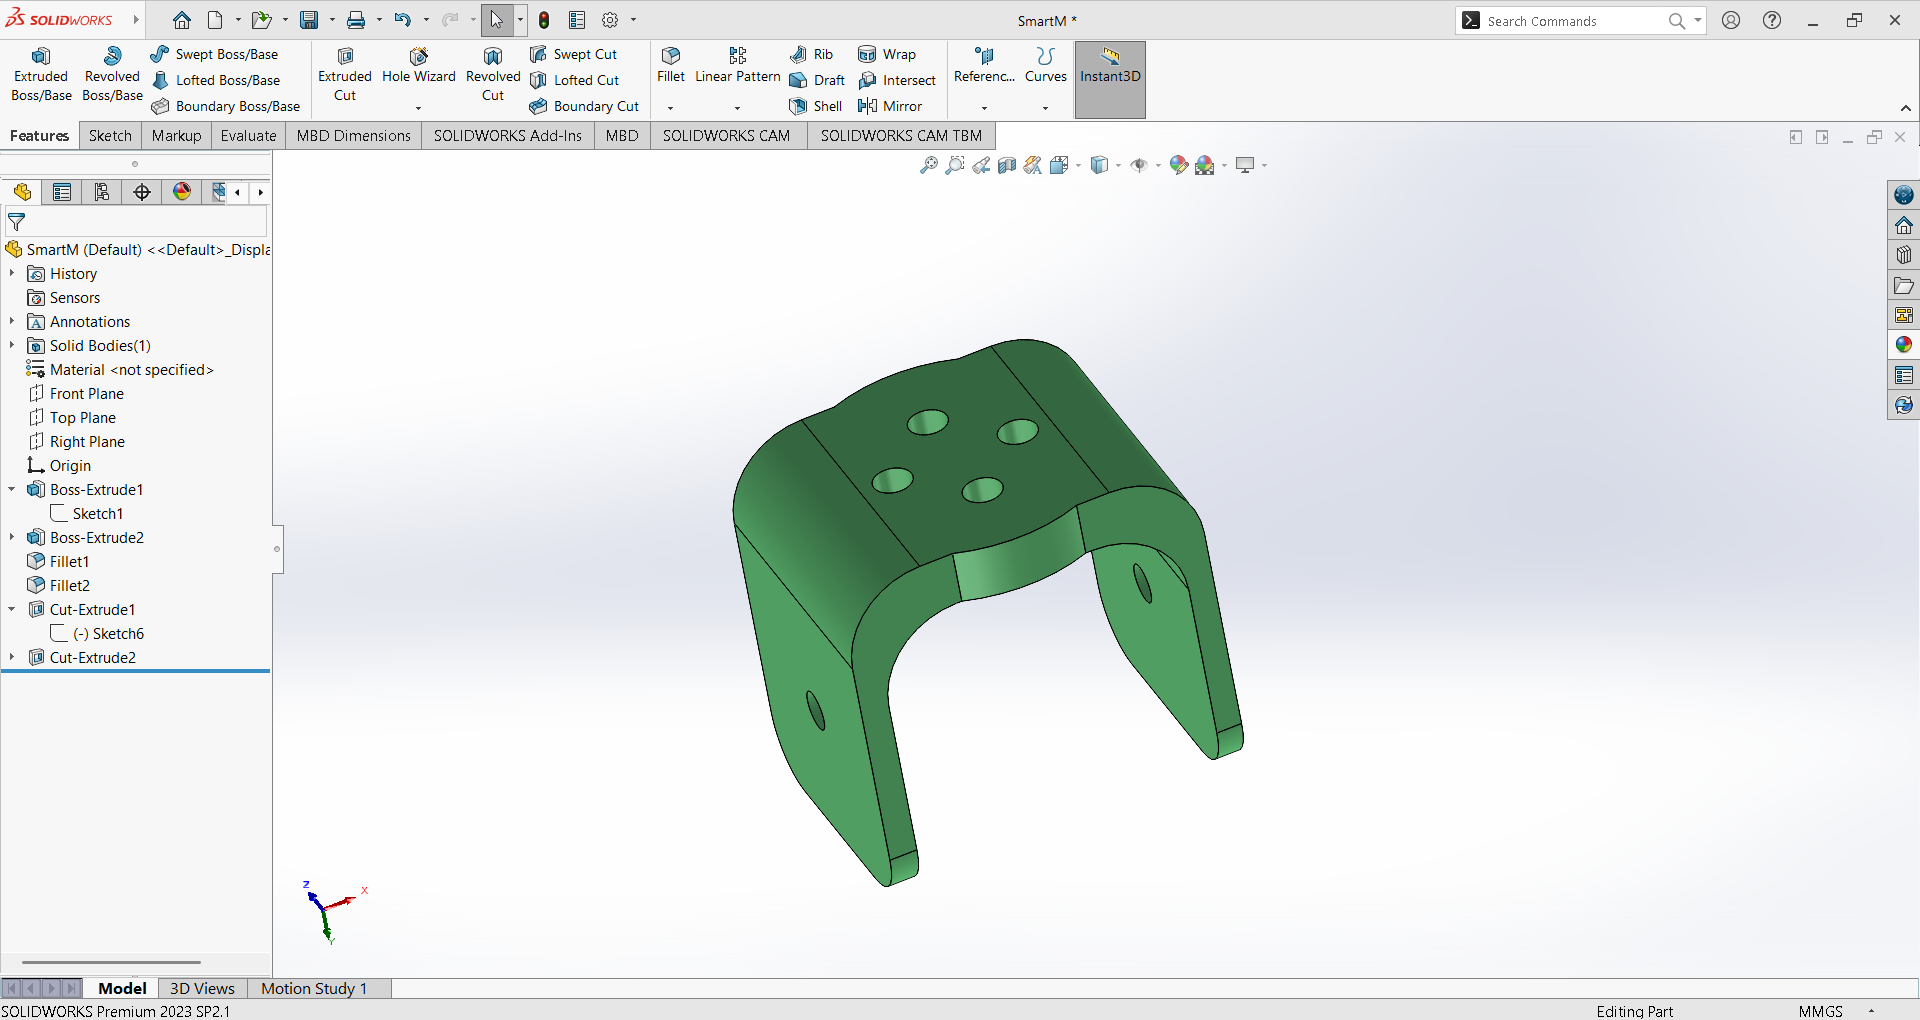 SOLIDWORKS
SmartM *
Search Commands
Extruded Boss/Base
Revolved Boss/Base
Swept Boss/Base
Lofted Boss/Base
Boundary Boss/Base
Extruded Cut
Hole Wizard
Revolved Cut
Swept Cut
Lofted Cut
Boundary Cut
Fillet
Linear Pattern
Rib
Draft
Shell
Wrap
Intersect
Mirror
Referenc...
Curves
Instant3D
Features
Sketch
Markup
Evaluate
MBD Dimensions
SOLIDWORKS Add-Ins
MBD
SOLIDWORKS CAM
SOLIDWORKS CAM TBM
SmartM (Default) <<Default>_Displa
History
Sensors
Annotations
Solid Bodies(1)
Material <not specified>
Front Plane
Top Plane
Right Plane
Origin
Boss-Extrude1
Sketch1
Boss-Extrude2
Fillet1
Fillet2
Cut-Extrude1
(-) Sketch6
Cut-Extrude2
Z
X
Y
Model
3D Views
Motion Study 1
SOLIDWORKS Premium 2023 SP2.1
Editing Part
MMGS